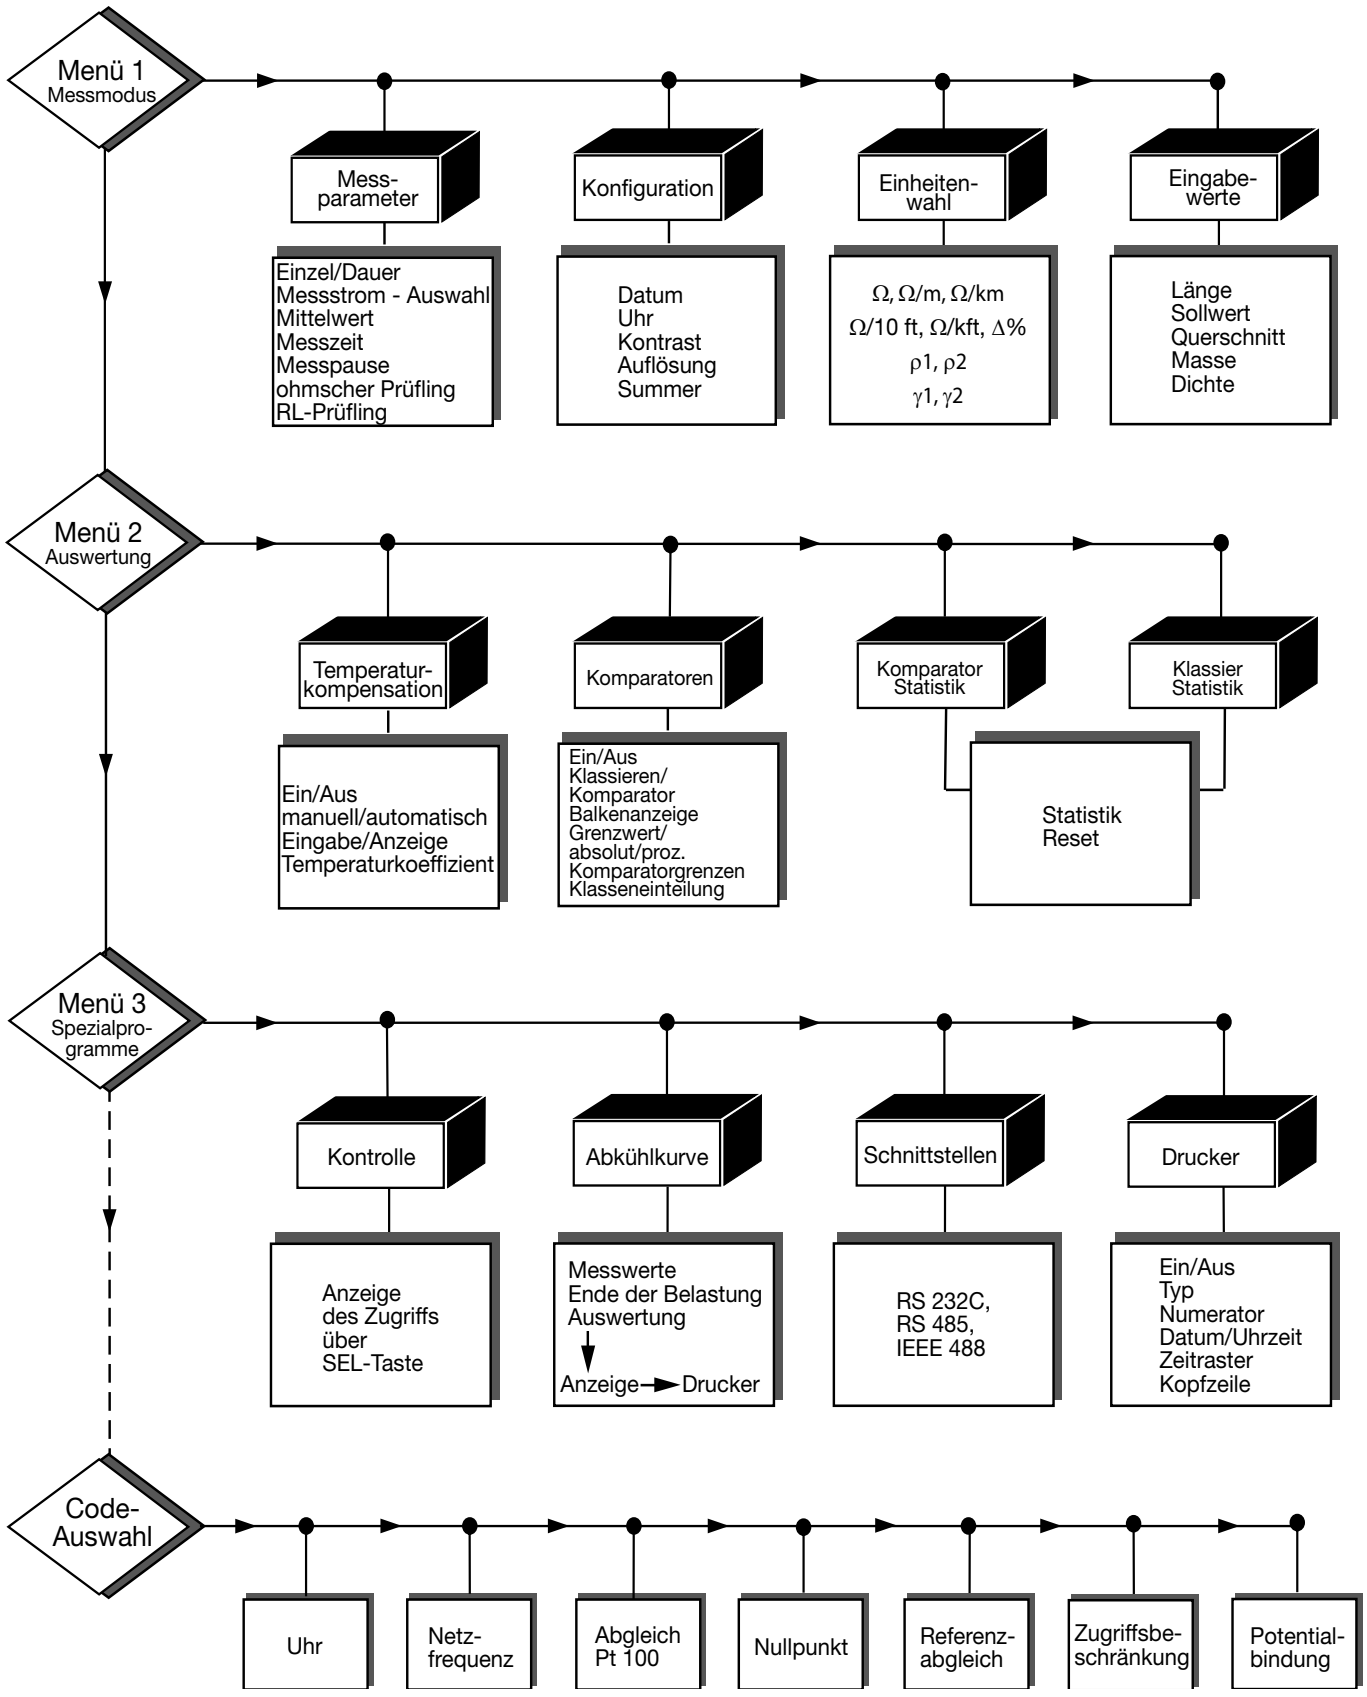 Menü 1
Messmodus
Mess-
parameter
Konfiguration
Einheiten-
wahl
Eingabe-
werte
Einzel/Dauer
Messstrom - Auswahl
Mittelwert
Messzeit
Messpause
ohmscher Prüfling
RL-Prüfling
Datum
Uhr
Kontrast
Auflösung
Summer
Ω, Ω/m, Ω/km
Ω/10 ft, Ω/kft, Δ%
ρ1, ρ2
γ1, γ2
Länge
Sollwert
Querschnitt
Masse
Dichte
Menü 2
Auswertung
Temperatur-
kompensation
Komparatoren
Komparator
Statistik
Klassier
Statistik
Ein/Aus
manuell/automatisch
Eingabe/Anzeige
Temperaturkoeffizient
Ein/Aus
Klassieren/
Komparator
Balkenanzeige
Grenzwert/
absolut/proz.
Komparatorgrenzen
Klasseneinteilung
Statistik
Reset
Menü 3
Spezialpro-
gramme
Kontrolle
Abkühlkurve
Schnittstellen
Drucker
Anzeige
des Zugriffs
über
SEL-Taste
Messwerte
Ende der Belastung
Auswertung
Anzeige Drucker
RS 232C,
RS 485,
IEEE 488
Ein/Aus
Typ
Numerator
Datum/Uhrzeit
Zeitraster
Kopfzeile
Code-
Auswahl
Uhr
Netz-
frequenz
Abgleich
Pt 100
Nullpunkt
Referenz-
abgleich
Zugriffsbe-
schränkung
Potential-
bindung